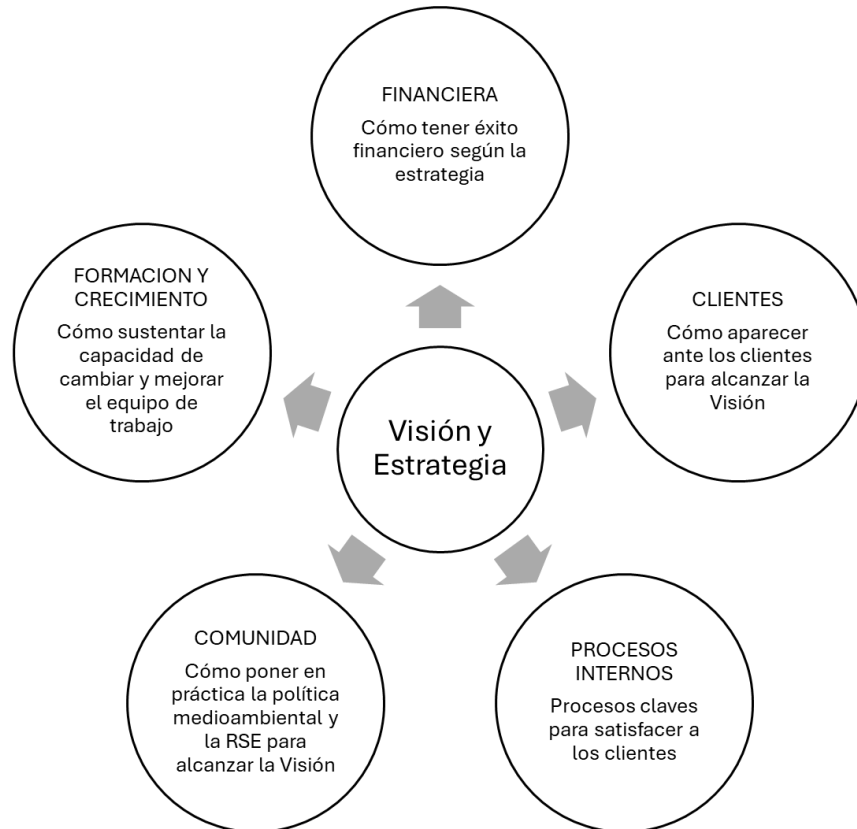 FINANCIERA
Cómo tener éxito
financiero según la
estrategia
FORMACION Y
CRECIMIENTO
Cómo sustentar la
capacidad de
cambiar y mejorar
el equipo de
trabajo
CLIENTES
Cómo aparecer
ante los clientes
para alcanzar la
Visión
Visión y
Estrategia
COMUNIDAD
Cómo poner en
práctica la política
medioambiental y
la RSE para
alcanzar la Visión
PROCESOS
INTERNOS
Procesos claves
para satisfacer a
los clientes